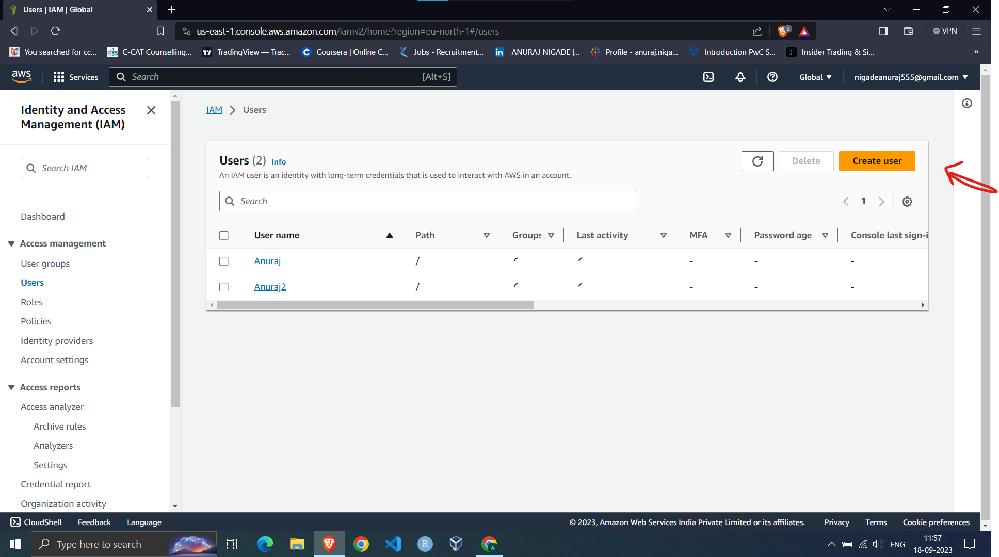 Users | IAM | Global
us-east-1.console.aws.amazon.com/iamv2/home?region=eu-north-1#/users
2
VPN
You searched for cc...
C-CAT Counselling...
TradingView — Trac...
Coursera | Online C...
Jobs - Recruitment...
ANURAJ NIGADE |...
Profile - anuraj.niga...
Introduction PwC S...
Insider Trading & Si...
»
aws
Services
Search
[Alt+S]
Global
nigadeanuraj555@gmail.com
Identity and Access
Management (IAM)
Search IAM
Dashboard
Access management
User groups
Users
Roles
Policies
Identity providers
Account settings
Access reports
Access analyzer
Archive rules
Analyzers
Settings
Credential report
Organization activity
IAM > Users
Users (2) Info
An IAM user is an identity with long-term credentials that is used to interact with AWS in an account.
Delete
Create user
Search
1
User name Path Groups Last activity MFA Password age Console last sign-i
Anuraj / - - -
Anuraj2 / - - -
CloudShell Feedback Language
© 2023, Amazon Web Services India Private Limited or its affiliates. Privacy Terms Cookie preferences
Type here to search
ENG
11:57
18-09-2023